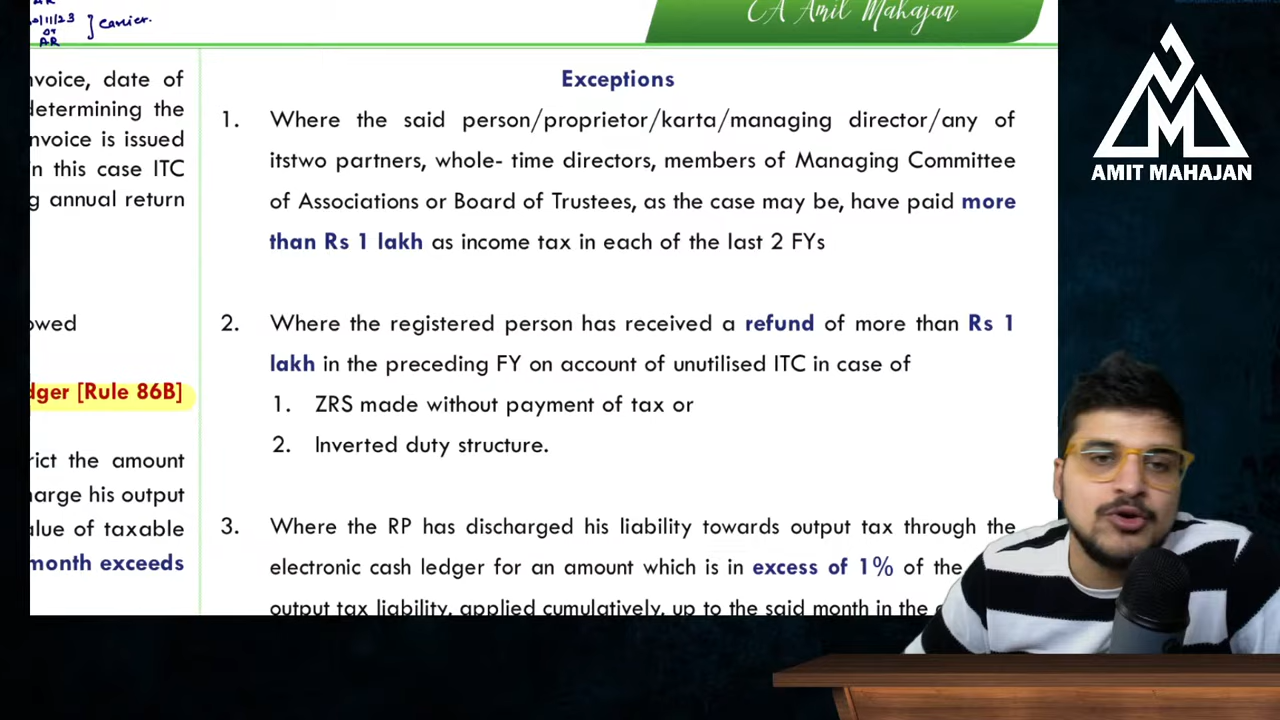 AR
20/11/23
or
AR
} earlier.
CA Amit Mahajan
AMIT MAHAJAN
nvoice, date of
determining the
nvoice is issued
n this case ITC
g annual return
owed
dger [Rule 86B]
rict the amount
harge his output
alue of taxable
month exceeds
Exceptions
1. Where the said person/proprietor/karta/managing director/any of
itstwo partners, whole- time directors, members of Managing Committee
of Associations or Board of Trustees, as the case may be, have paid more
than Rs 1 lakh as income tax in each of the last 2 FYs
2. Where the registered person has received a refund of more than Rs 1
lakh in the preceding FY on account of unutilised ITC in case of
1. ZRS made without payment of tax or
2. Inverted duty structure.
3. Where the RP has discharged his liability towards output tax through the
electronic cash ledger for an amount which is in excess of 1% of the
output tax liability, applied cumulatively, up to the said month in the